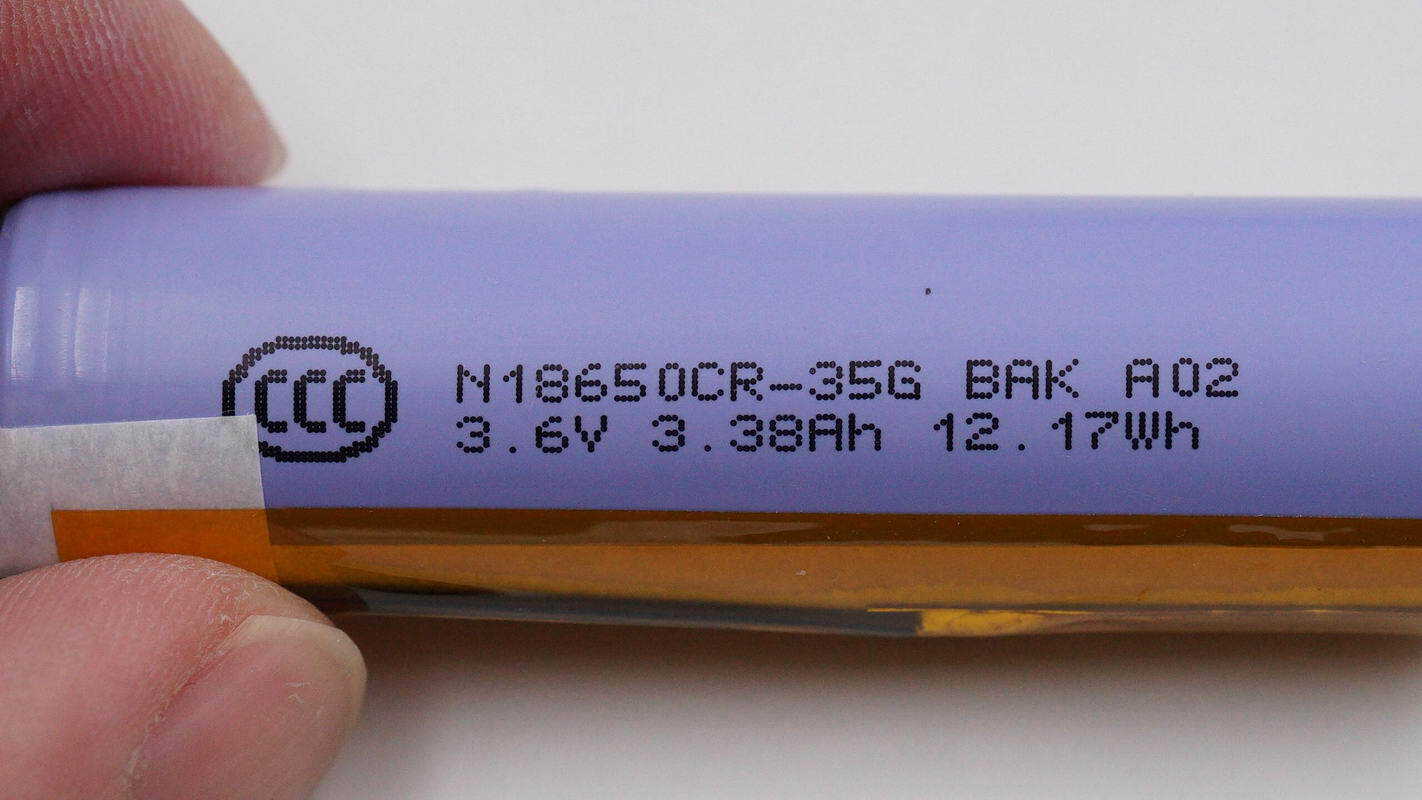 CCC N18650CR-35G BAK A02
3.6V 3.38Ah 12.17Wh